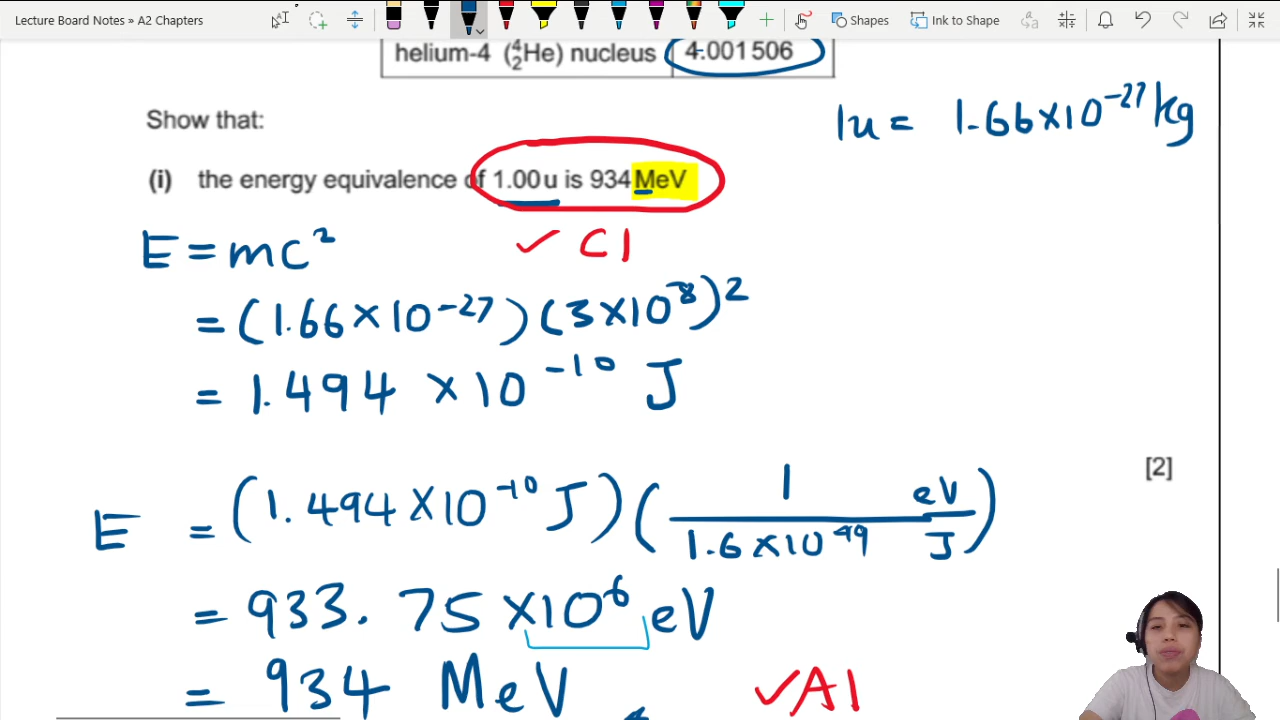 Lecture Board Notes » A2 Chapters
Shapes
Ink to Shape
helium-4 (⁴₂He) nucleus 4.001506
1u = 1.66×10⁻²⁷ kg
Show that:
(i) the energy equivalence of 1.00 u is 934 MeV
E = mc² ✓ C1
= (1.66 × 10⁻²⁷) (3×10⁸)²
= 1.494 × 10⁻¹⁰ J
[2]
E = (1.494 × 10⁻¹⁰ J) (1 eV / 1.6 × 10⁻¹⁹ J)
= 933.75 ×10⁶ eV
= 934 MeV ✓ A1